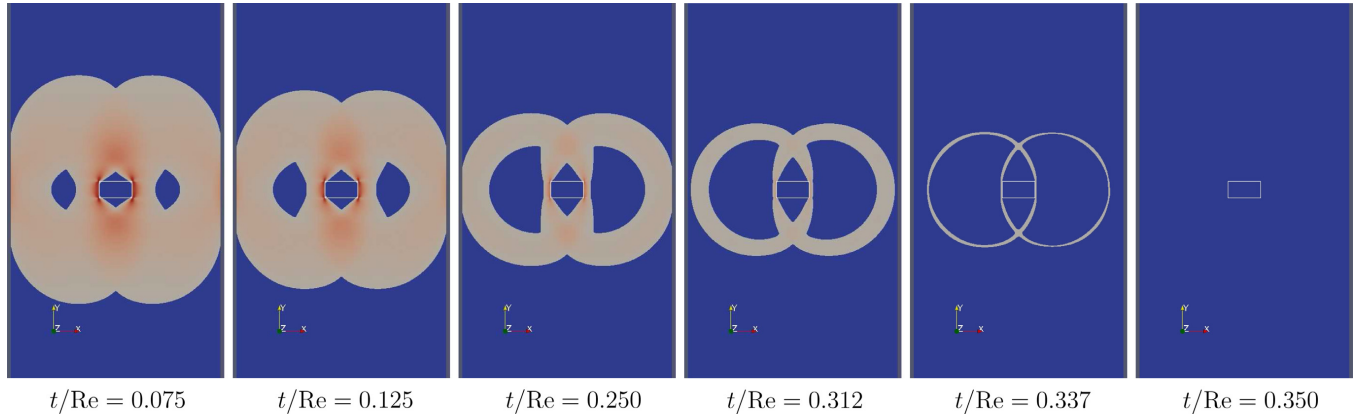 Y
Z X
Y
Z X
Y
Z X
Y
Z X
Y
Z X
Y
Z X
t/Re = 0.075
t/Re = 0.125
t/Re = 0.250
t/Re = 0.312
t/Re = 0.337
t/Re = 0.350